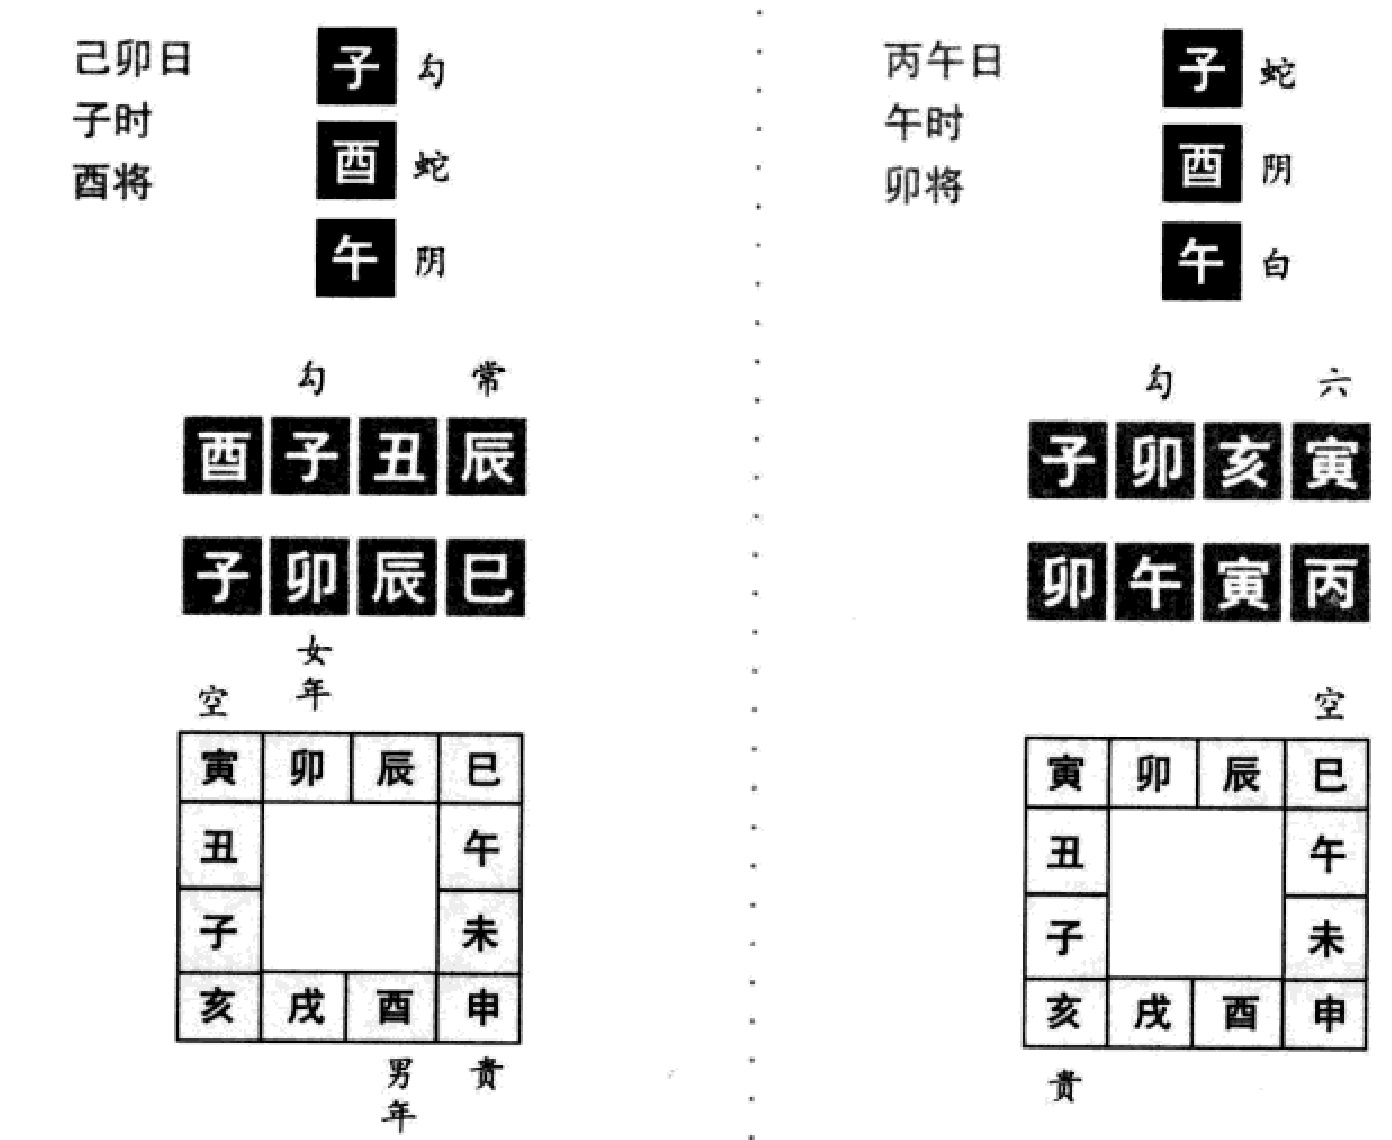 己卯日
子时
酉将
子 勾
酉 蛇
午 阴
勾 常
酉 子 丑 辰
子 卯 辰 巳
女年
空
寅 卯 辰 巳
丑 午
子 未
亥 戌 酉 申
男年 贵
丙午日
午时
卯将
子 蛇
酉 阴
午 白
勾 六
子 卯 亥 寅
卯 午 寅 丙
空
寅 卯 辰 巳
丑 午
子 未
亥 戌 酉 申
贵